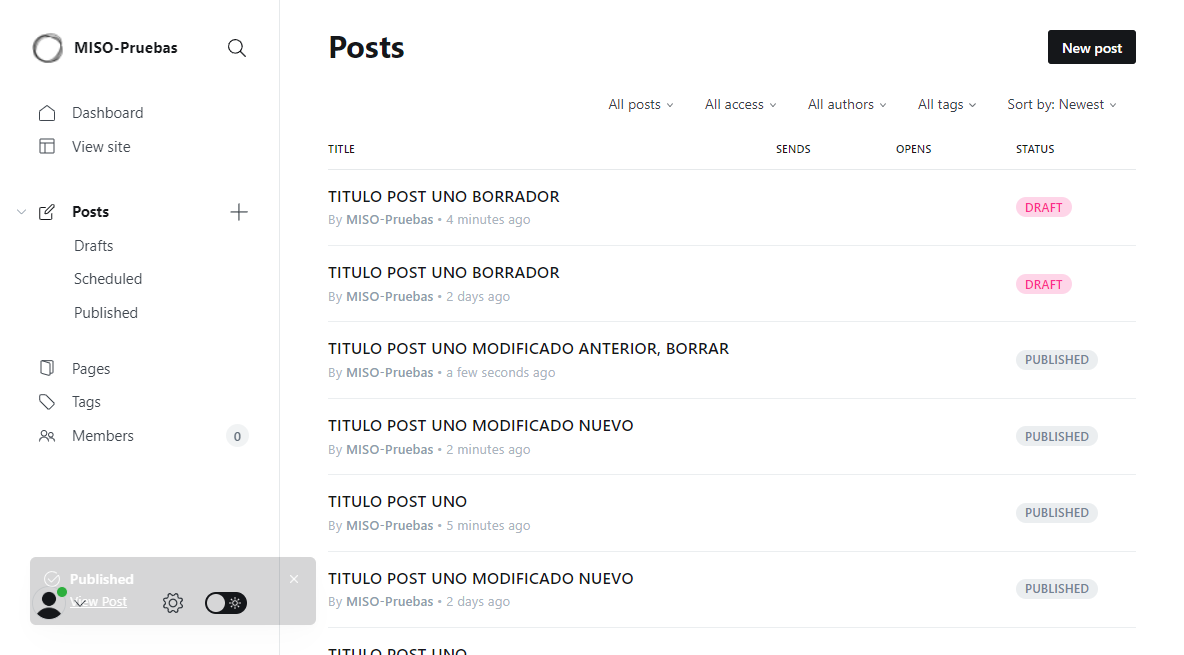 MISO-Pruebas
Dashboard
View site
Posts
Drafts
Scheduled
Published
Pages
Tags
Members 0
Published
View Post
Posts
New post
All posts All access All authors All tags Sort by: Newest
TITLE SENDS OPENS STATUS
TITULO POST UNO BORRADOR
By MISO-Pruebas • 4 minutes ago
DRAFT
TITULO POST UNO BORRADOR
By MISO-Pruebas • 2 days ago
DRAFT
TITULO POST UNO MODIFICADO ANTERIOR, BORRAR
By MISO-Pruebas • a few seconds ago
PUBLISHED
TITULO POST UNO MODIFICADO NUEVO
By MISO-Pruebas • 2 minutes ago
PUBLISHED
TITULO POST UNO
By MISO-Pruebas • 5 minutes ago
PUBLISHED
TITULO POST UNO MODIFICADO NUEVO
By MISO-Pruebas • 2 days ago
PUBLISHED
TITULO POST UNO